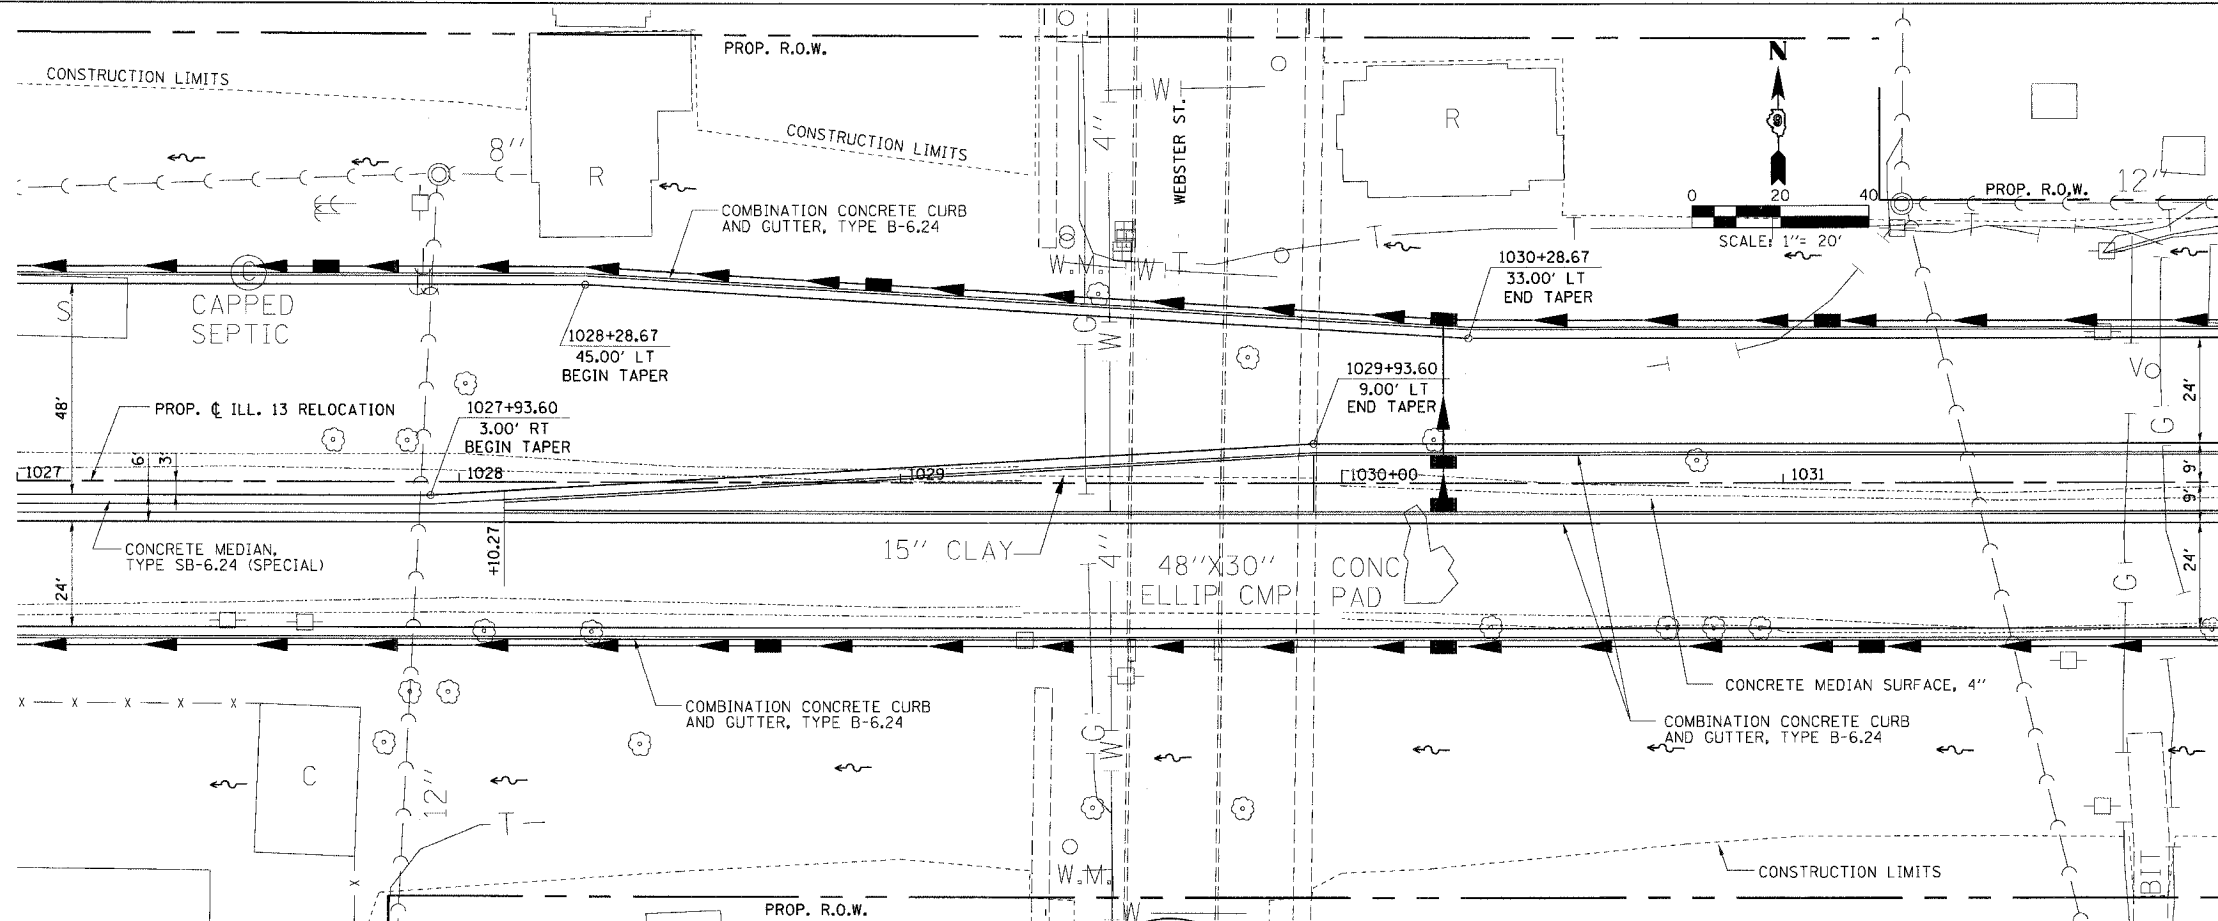 PROP. R.O.W.
CONSTRUCTION LIMITS
N
W
4"
WEBSTER ST.
R
CONSTRUCTION LIMITS
8"
R
0 20 40
SCALE: 1"= 20'
PROP. R.O.W.
12"
COMBINATION CONCRETE CURB
AND GUTTER, TYPE B-6.24
T
T
W.M.
W
T
1030+28.67
33.00' LT
END TAPER
C
CAPPED
SEPTIC
S
G
W
1028+28.67
45.00' LT
BEGIN TAPER
T
T
V
1029+93.60
9.00' LT
END TAPER
48'
24'
PROP. ℄ ILL. 13 RELOCATION
1027+93.60
3.00' RT
BEGIN TAPER
G
6'
3'
1027
1028
1029
1030+00
1031
9'
9'
+10.27
15" CLAY
4"
48"X30"
ELLIP CMP
CONC
PAD
CONCRETE MEDIAN,
TYPE SB-6.24 (SPECIAL)
24'
24'
G
G
CONCRETE MEDIAN SURFACE, 4"
COMBINATION CONCRETE CURB
AND GUTTER, TYPE B-6.24
COMBINATION CONCRETE CURB
AND GUTTER, TYPE B-6.24
G
W
C
12"
T
W.M.
CONSTRUCTION LIMITS
BIT
PROP. R.O.W.
W